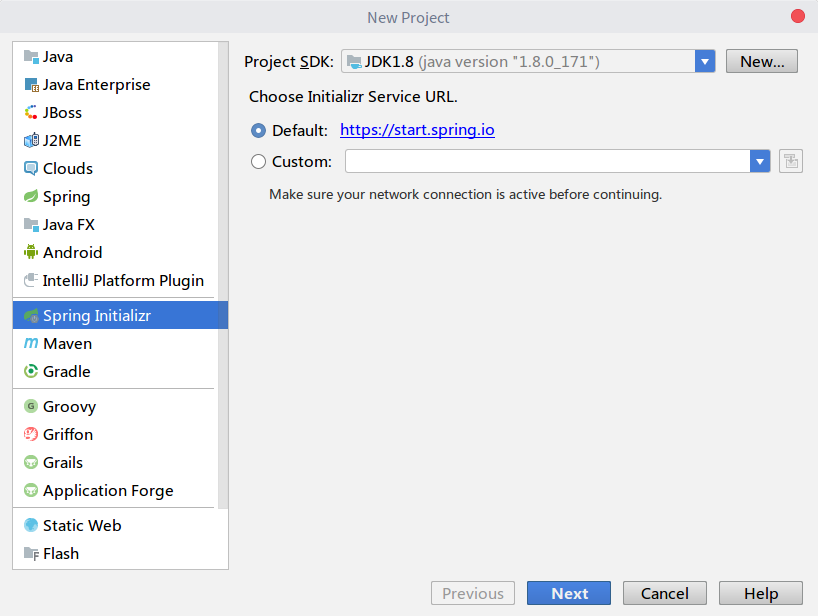 New Project
Java
Java Enterprise
JBoss
J2ME
Clouds
Spring
Java FX
Android
IntelliJ Platform Plugin
Spring Initializr
Maven
Gradle
Groovy
Griffon
Grails
Application Forge
Static Web
Flash
Project SDK: JDK1.8 (java version "1.8.0_171") New...
Choose Initializr Service URL.
Default: https://start.spring.io
Custom:
Make sure your network connection is active before continuing.
Previous Next Cancel Help